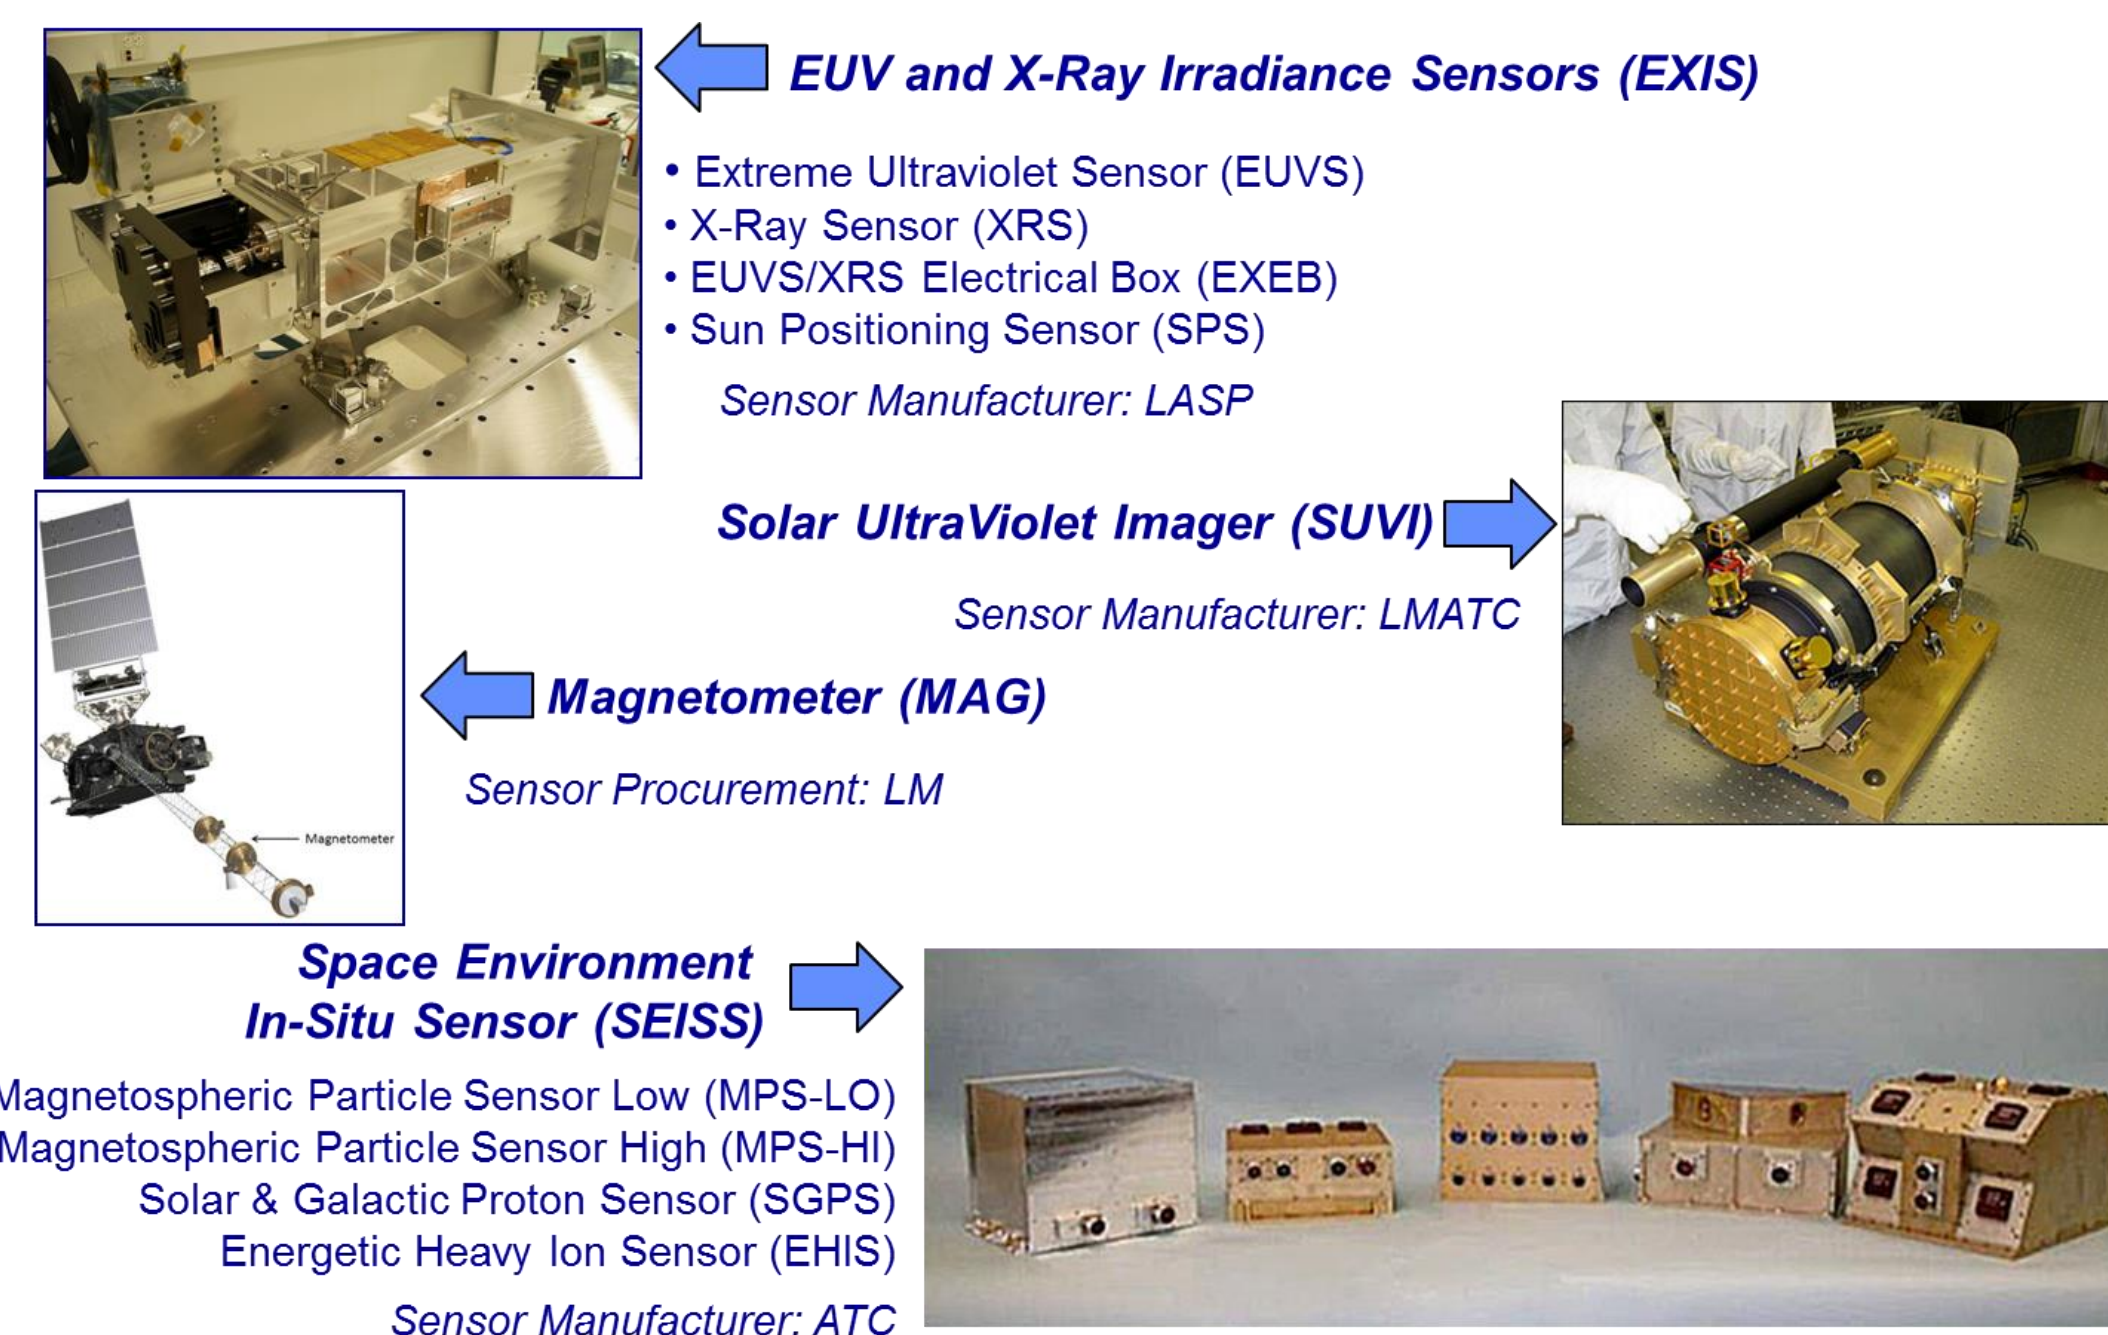 EUV and X-Ray Irradiance Sensors (EXIS)
• Extreme Ultraviolet Sensor (EUVS)
• X-Ray Sensor (XRS)
• EUVS/XRS Electrical Box (EXEB)
• Sun Positioning Sensor (SPS)
Sensor Manufacturer: LASP
Solar UltraViolet Imager (SUVI)
Sensor Manufacturer: LMATC
Magnetometer (MAG)
Sensor Procurement: LM
Magnetometer
Space Environment
In-Situ Sensor (SEISS)
Magnetospheric Particle Sensor Low (MPS-LO)
Magnetospheric Particle Sensor High (MPS-HI)
Solar & Galactic Proton Sensor (SGPS)
Energetic Heavy Ion Sensor (EHIS)
Sensor Manufacturer: ATC